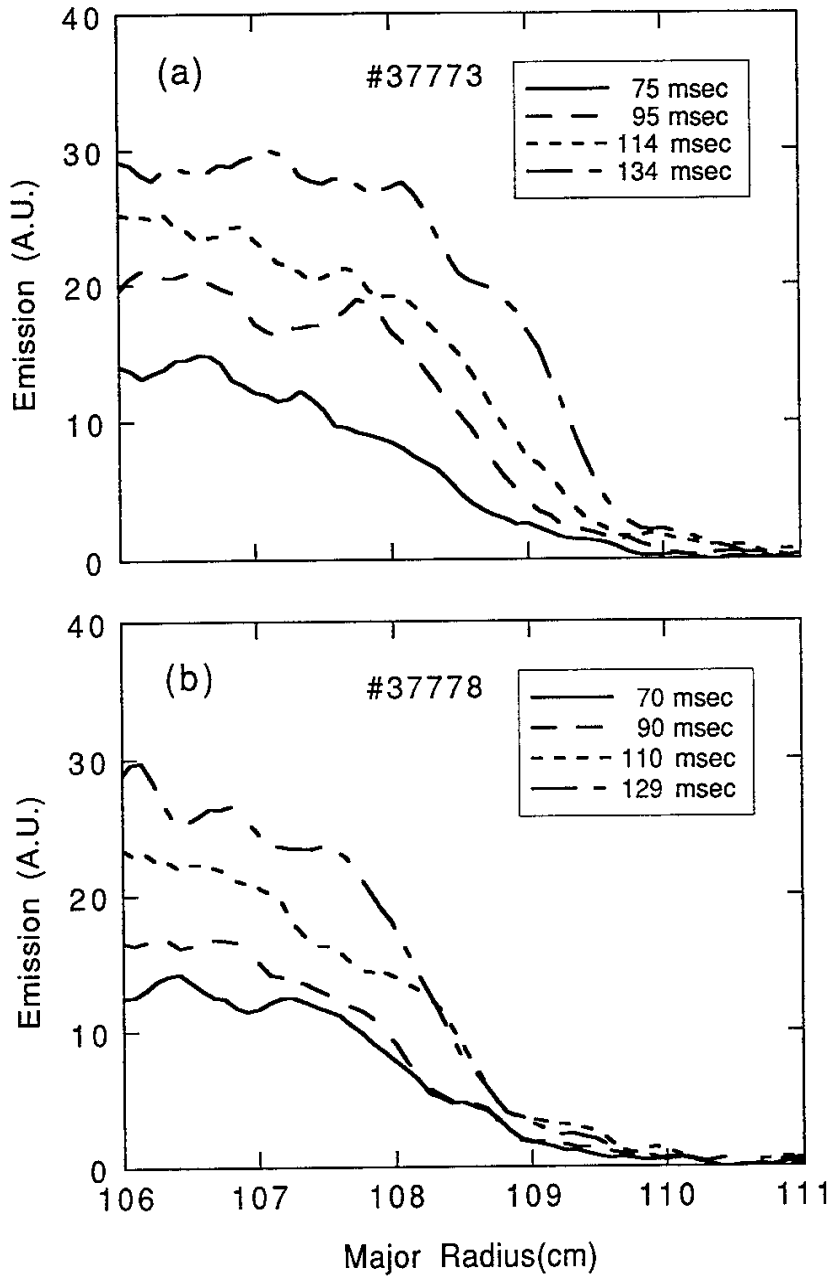 40
(a)
#37773
75 msec
95 msec
114 msec
134 msec
30
20
10
0
Emission (A.U.)
40
(b)
#37778
70 msec
90 msec
110 msec
129 msec
30
20
10
0
Emission (A.U.)
106 107 108 109 110 111
Major Radius(cm)